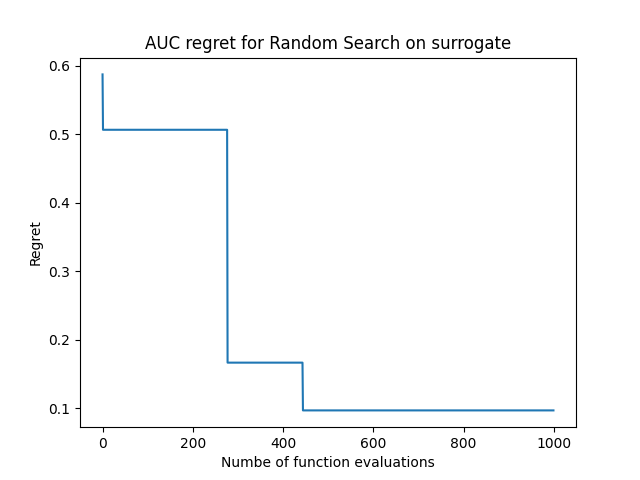 AUC regret for Random Search on surrogate
0.6
0.5
0.4
0.3
0.2
0.1
Regret
0 200 400 600 800 1000
Numbe of function evaluations